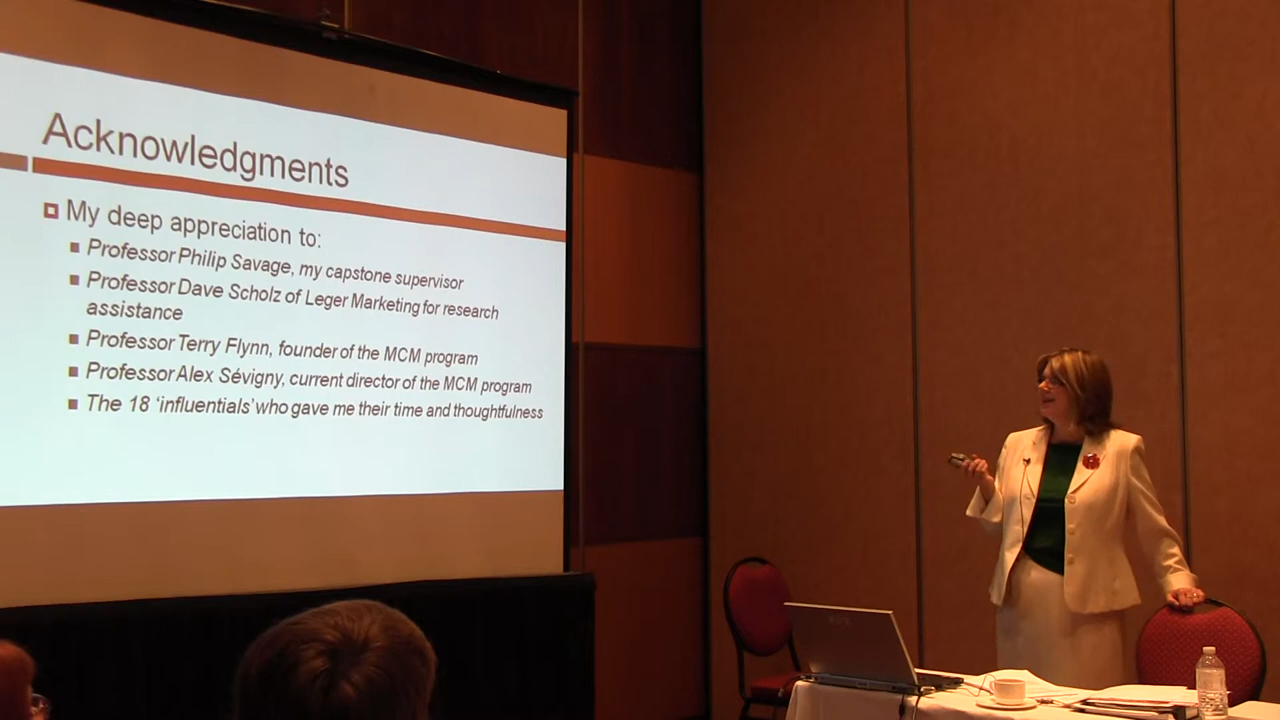 Acknowledgments
My deep appreciation to:
Professor Philip Savage, my capstone supervisor
Professor Dave Scholz of Leger Marketing for research
assistance
Professor Terry Flynn, founder of the MCM program
Professor Alex Sévigny, current director of the MCM program
The 18 ‘influentials’ who gave me their time and thoughtfulness